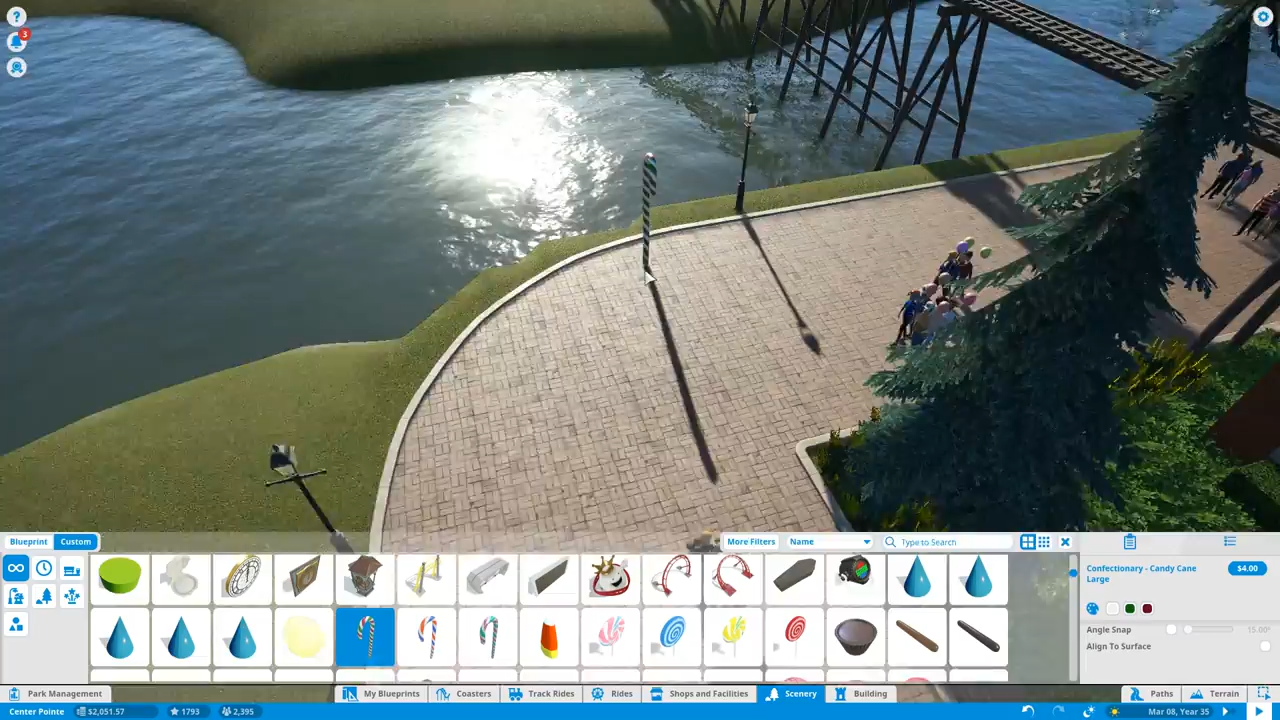 ?
3
Blueprint Custom More Filters Name Type to Search
Confectionary - Candy Cane Large $4.00
Angle Snap 15.00°
Align To Surface
Park Management My Blueprints Coasters Track Rides Rides Shops and Facilities Scenery Building Paths Terrain
Center Pointe $2,051.57 1793 2,395 Mar 08, Year 35